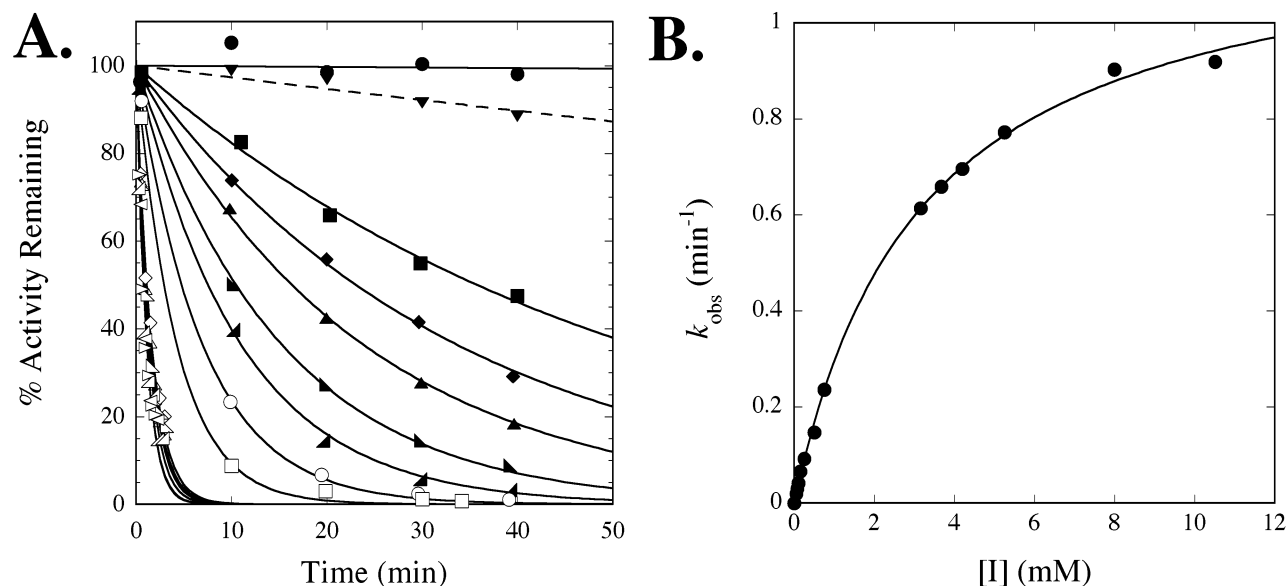 A.
% Activity Remaining
100
80
60
40
20
0
0 10 20 30 40 50
Time (min)
B.
k_obs (min⁻¹)
1
0.8
0.6
0.4
0.2
0
0 2 4 6 8 10 12
[I] (mM)